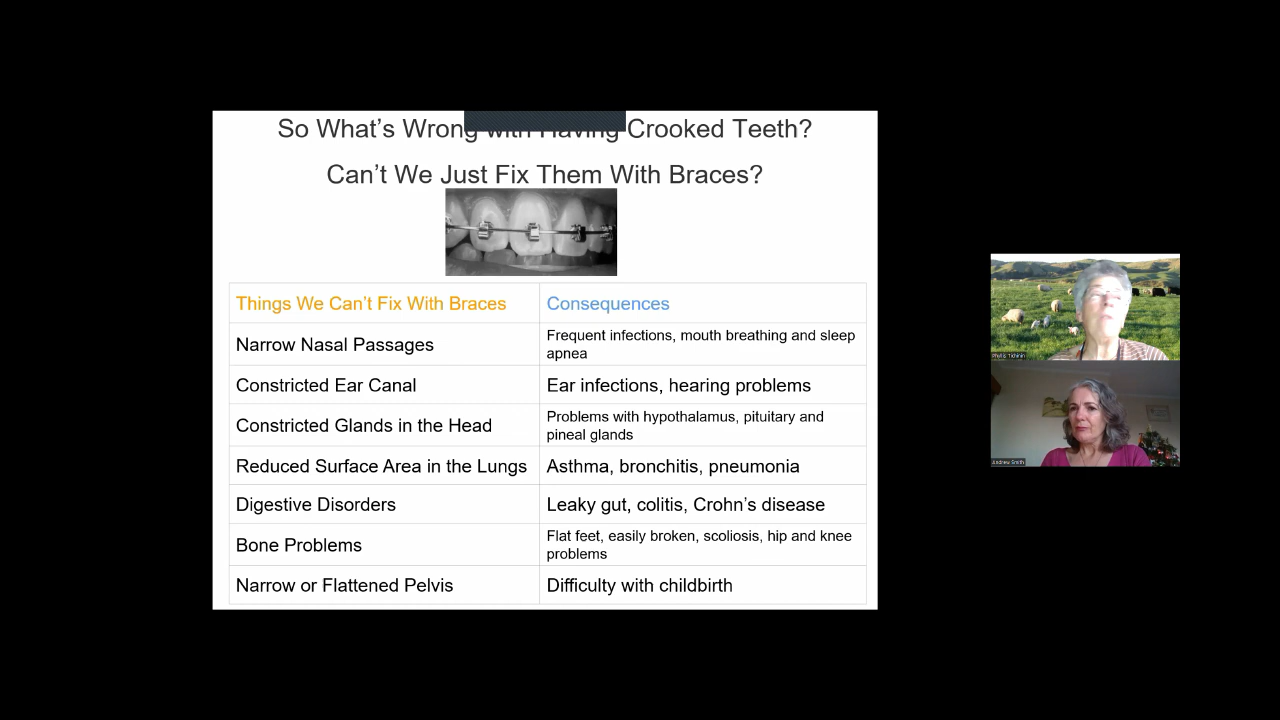 So What's Wrong with Having Crooked Teeth?
Can't We Just Fix Them With Braces?
Things We Can't Fix With Braces
Consequences
Narrow Nasal Passages
Frequent infections, mouth breathing and sleep
apnea
Constricted Ear Canal
Ear infections, hearing problems
Constricted Glands in the Head
Problems with hypothalamus, pituitary and
pineal glands
Reduced Surface Area in the Lungs
Asthma, bronchitis, pneumonia
Digestive Disorders
Leaky gut, colitis, Crohn's disease
Bone Problems
Flat feet, easily broken, scoliosis, hip and knee
problems
Narrow or Flattened Pelvis
Difficulty with childbirth
Phyllis Tichinin
Andrew Smith